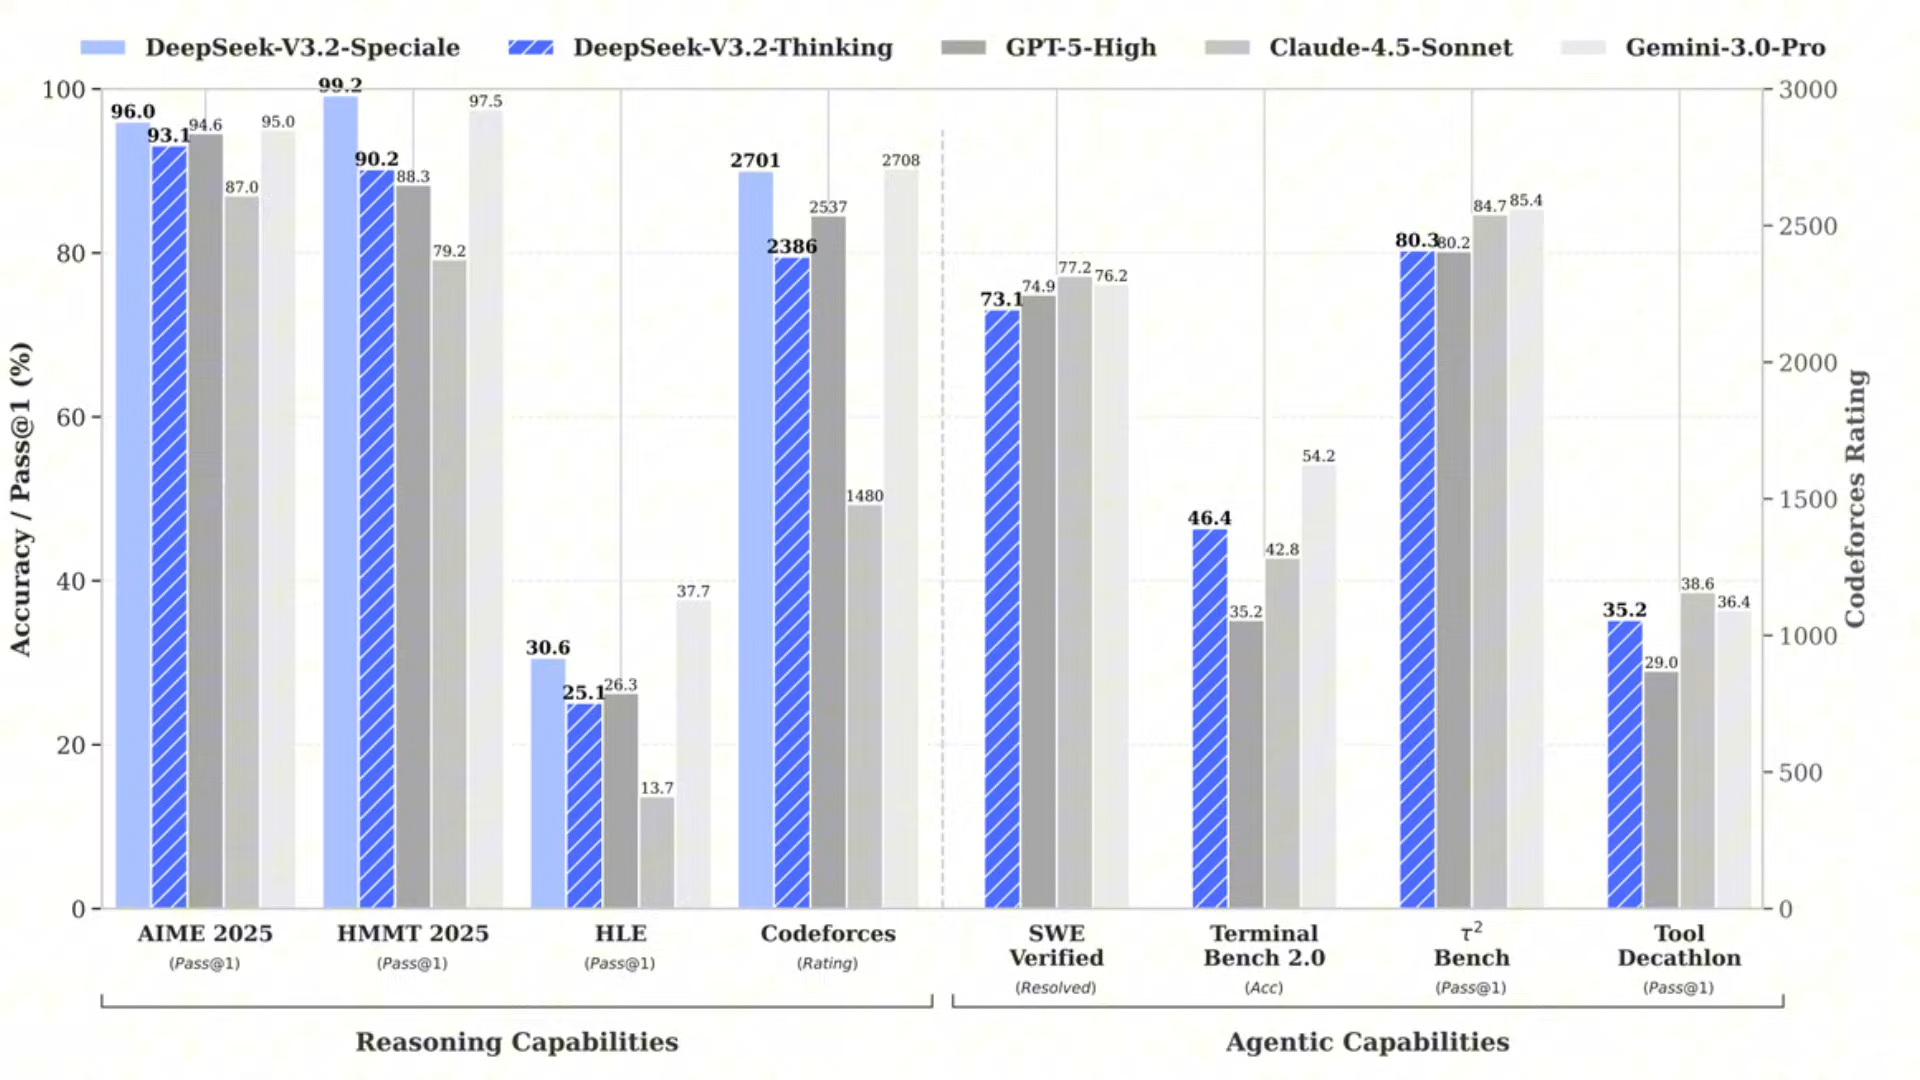 DeepSeek-V3.2-Speciale DeepSeek-V3.2-Thinking GPT-5-High Claude-4.5-Sonnet Gemini-3.0-Pro
Accuracy / Pass@1 (%)
100
80
60
40
20
0
96.0
93.1
94.6
87.0
95.0
99.2
90.2
88.3
79.2
97.5
30.6
25.1
26.3
13.7
37.7
2701
2386
2537
1480
2708
73.1
74.9
77.2
76.2
46.4
35.2
42.8
54.2
80.3
80.2
84.7
85.4
35.2
29.0
38.6
36.4
3000
2500
2000
1500
1000
500
0
Codeforces Rating
AIME 2025
(Pass@1)
HMMT 2025
(Pass@1)
HLE
(Pass@1)
Codeforces
(Rating)
SWE
Verified
(Resolved)
Terminal
Bench 2.0
(Acc)
τ²
Bench
(Pass@1)
Tool
Decathlon
(Pass@1)
Reasoning Capabilities
Agentic Capabilities